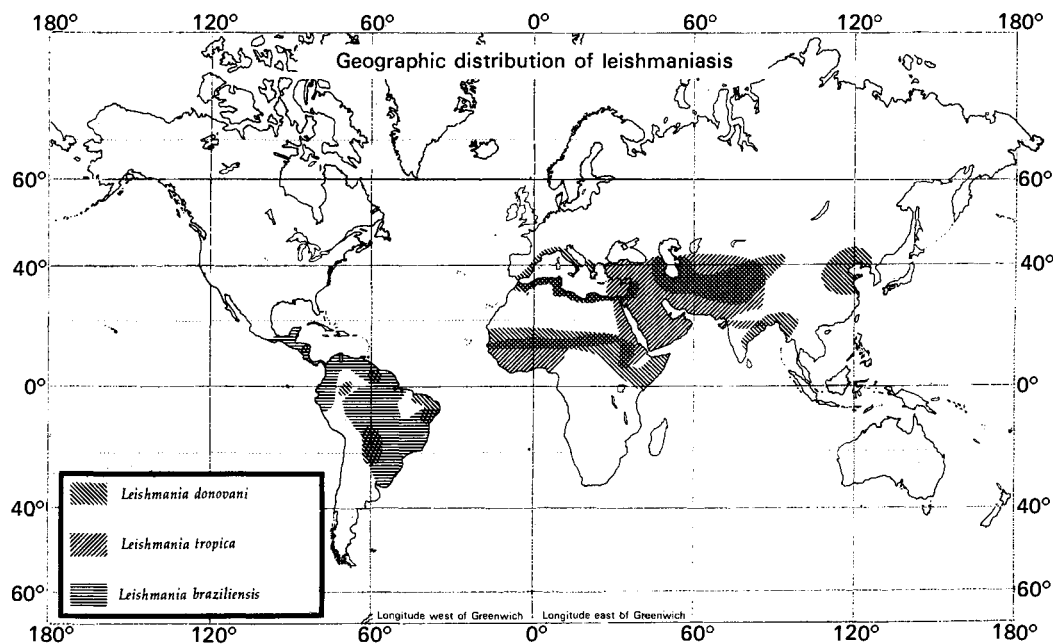 180° 120° 60° 0° 60° 120° 180°
Geographic distribution of leishmaniasis
60° 60°
40° 40°
0° 0°
Leishmania donovani
40° 40°
Leishmania tropica
Leishmania braziliensis
60° 60°
Longitude west of Greenwich Longitude east of Greenwich
180° 120° 60° 0° 60° 120° 180°